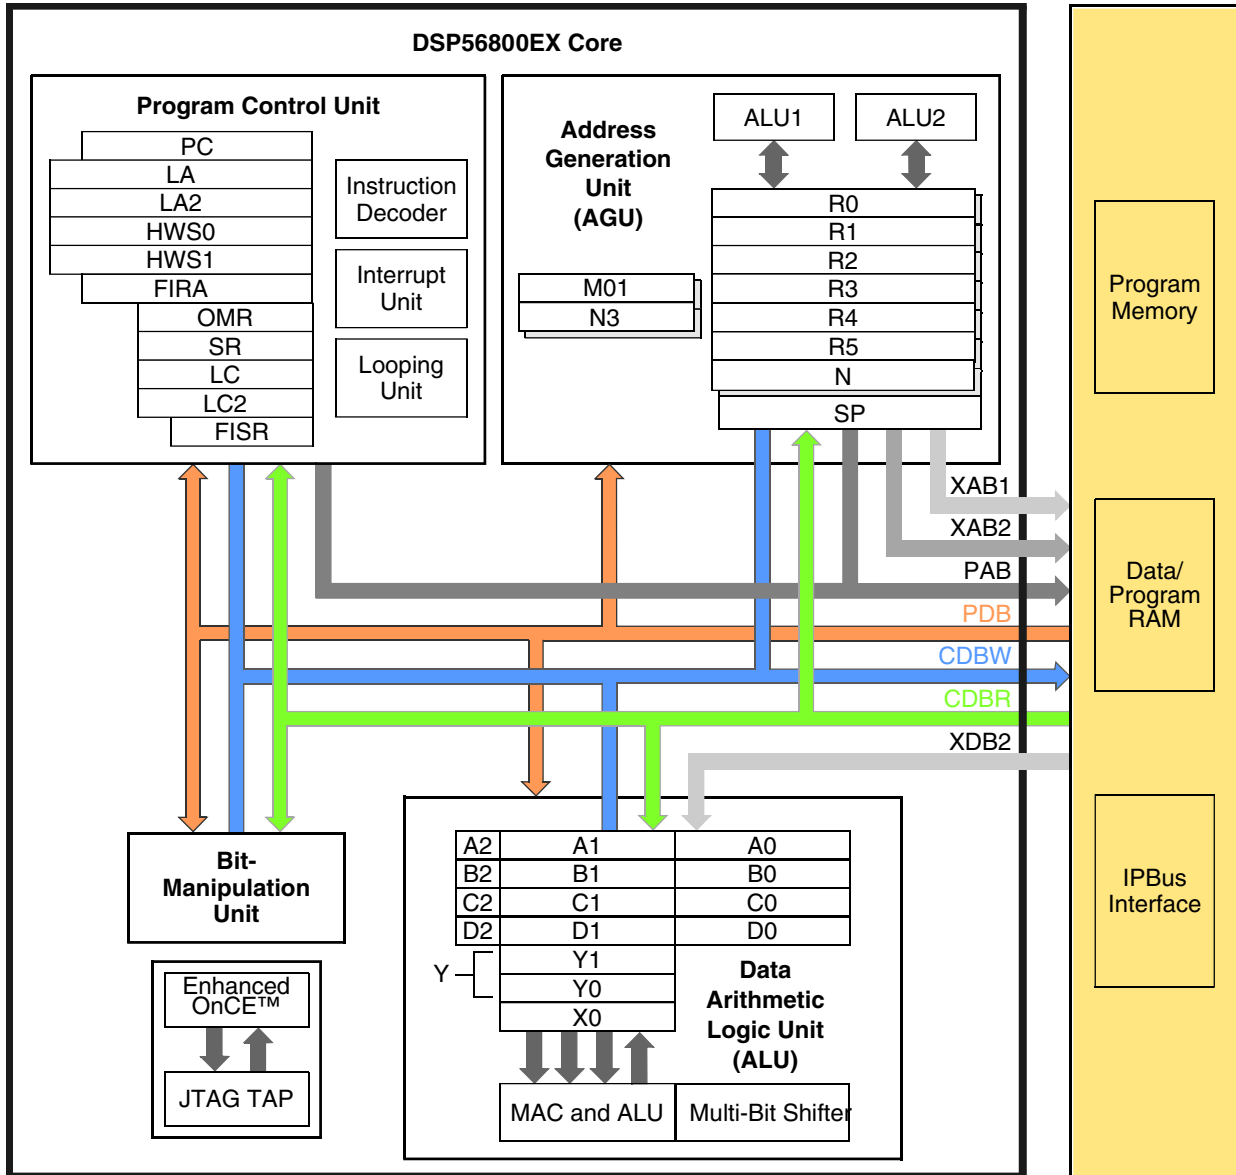 DSP56800EX Core
Program Control Unit
PC
LA
LA2
HWS0
HWS1
FIRA
OMR
SR
LC
LC2
FISR
Instruction
Decoder
Interrupt
Unit
Looping
Unit
Address
Generation
Unit
(AGU)
ALU1
ALU2
M01
N3
R0
R1
R2
R3
R4
R5
N
SP
XAB1
XAB2
PAB
PDB
CDBW
CDBR
XDB2
Program
Memory
Data/
Program
RAM
IPBus
Interface
Bit-
Manipulation
Unit
Enhanced
OnCE™
JTAG TAP
A2 A1 A0
B2 B1 B0
C2 C1 C0
D2 D1 D0
Y
Y1
Y0
X0
Data
Arithmetic
Logic Unit
(ALU)
MAC and ALU
Multi-Bit Shifter